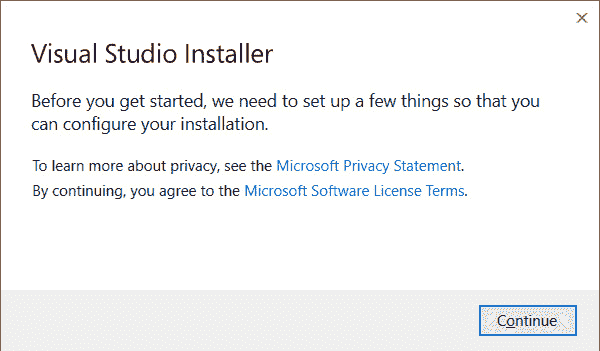 Visual Studio Installer
Before you get started, we need to set up a few things so that you
can configure your installation.
To learn more about privacy, see the Microsoft Privacy Statement.
By continuing, you agree to the Microsoft Software License Terms.
Continue